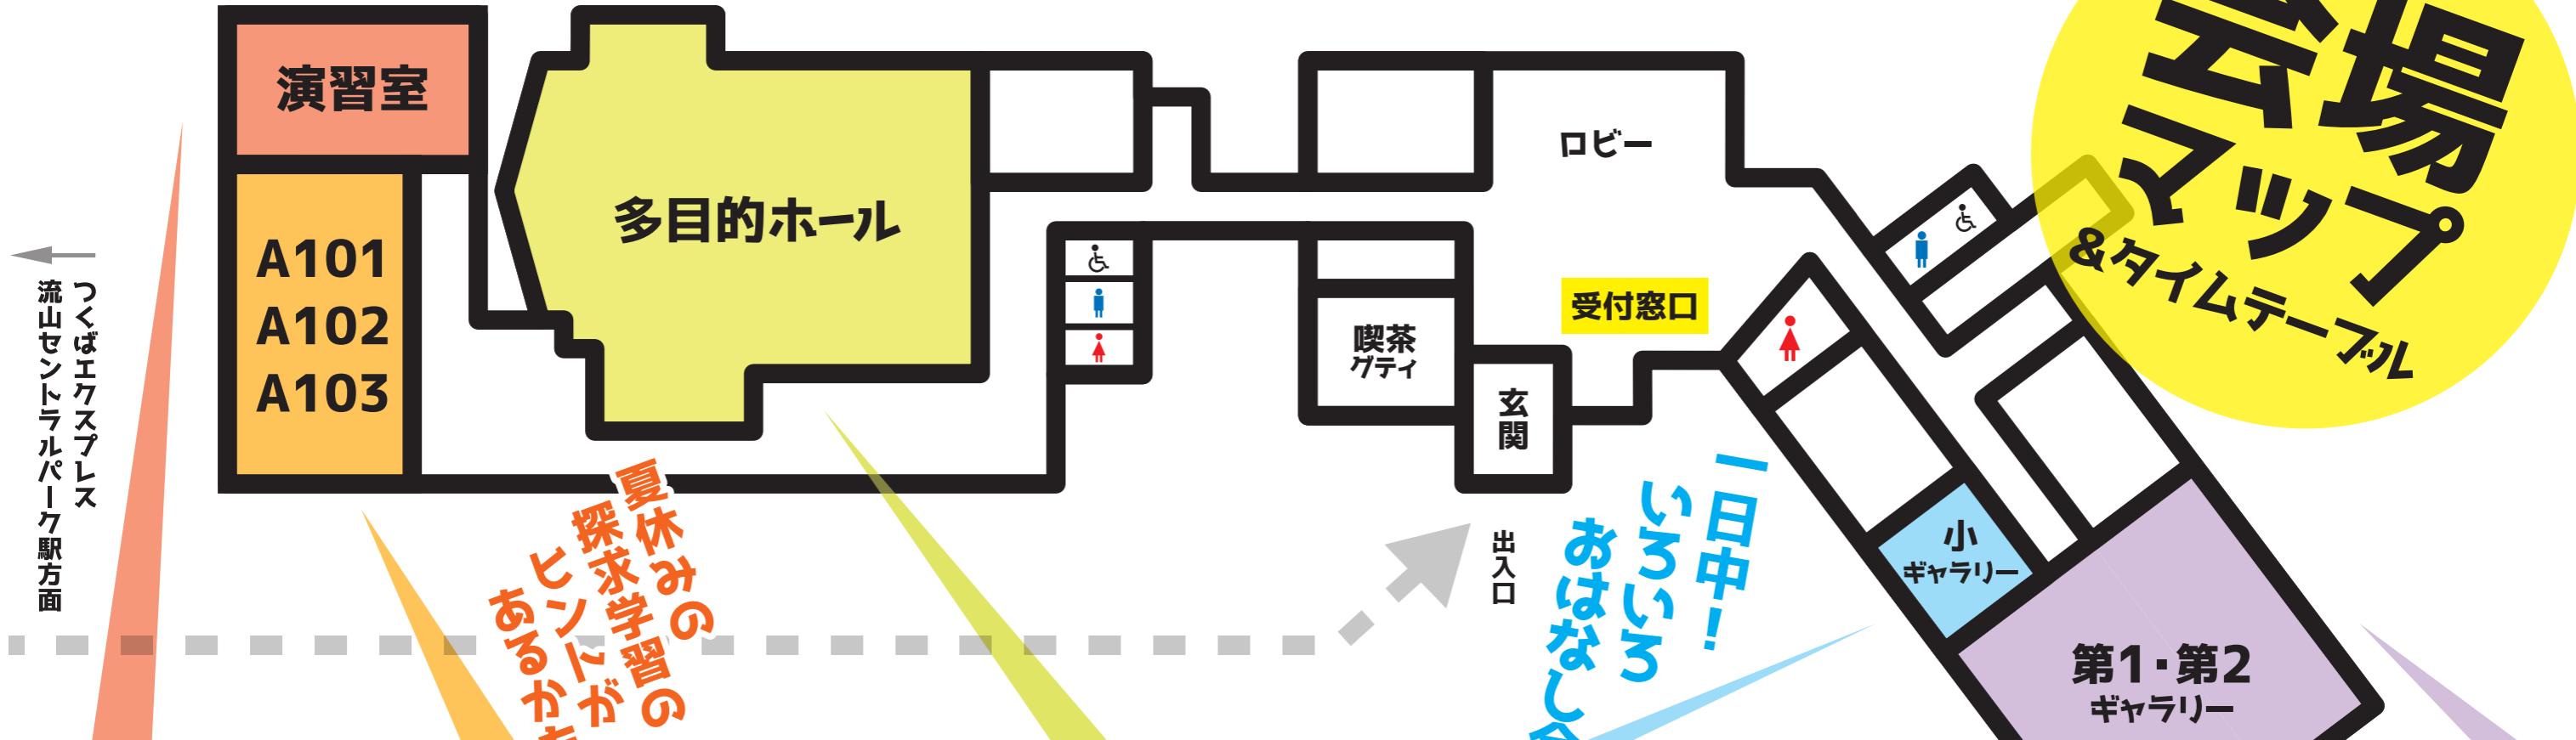 演習室
A101
A102
A103
多目的ホール
ロビー
受付窓口
喫茶
グティ
玄関
出入口
小
ギャラリー
第1・第2
ギャラリー
会場
マップ
&タイムテーブル
つくばエクスプレス
流山セントラルパーク駅方面
夏休みの
探求学習の
ヒントが
あるかも
一日中!
いろいろ
おはなし会